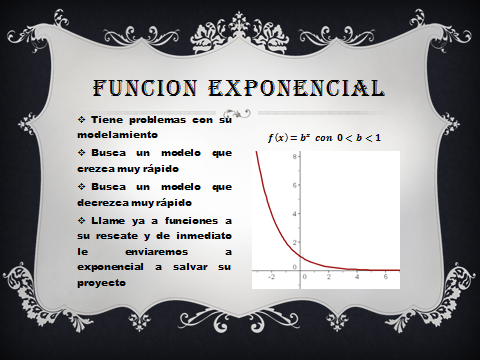 FUNCION EXPONENCIAL
❖ Tiene problemas con su
modelamiento
❖ Busca un modelo que
crezca muy rápido
❖ Busca un modelo que
decrezca muy rápido
❖ Llame ya a funciones a
su rescate y de inmediato
le enviaremos a
exponencial a salvar su
proyecto
f(x) = bˣ con 0 < b < 1
8
6
4
2
0
-2 0 2 4 6